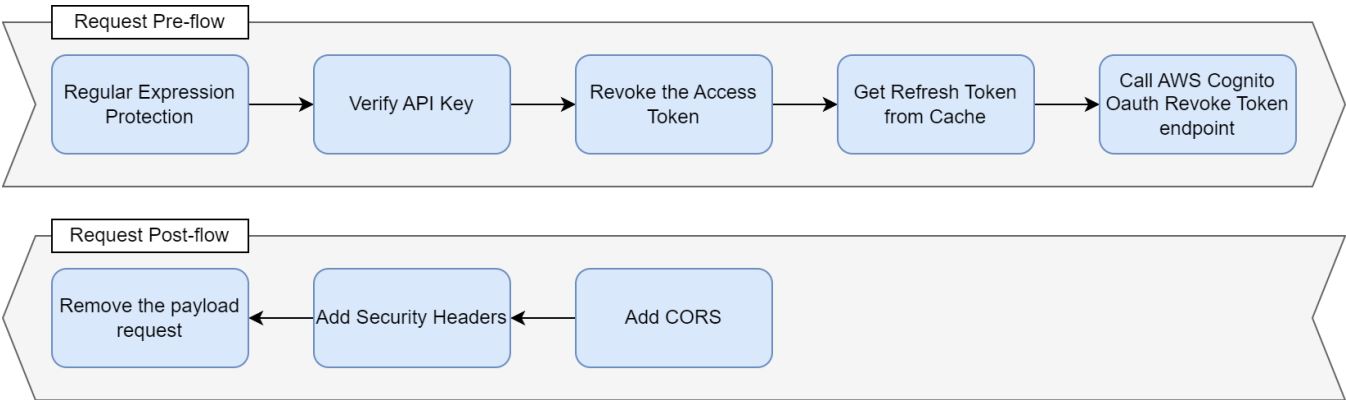 Request Pre-flow
Regular Expression
Protection
Verify API Key
Revoke the Access
Token
Get Refresh Token
from Cache
Call AWS Cognito
Oauth Revoke Token
endpoint
Request Post-flow
Remove the payload
request
Add Security Headers
Add CORS